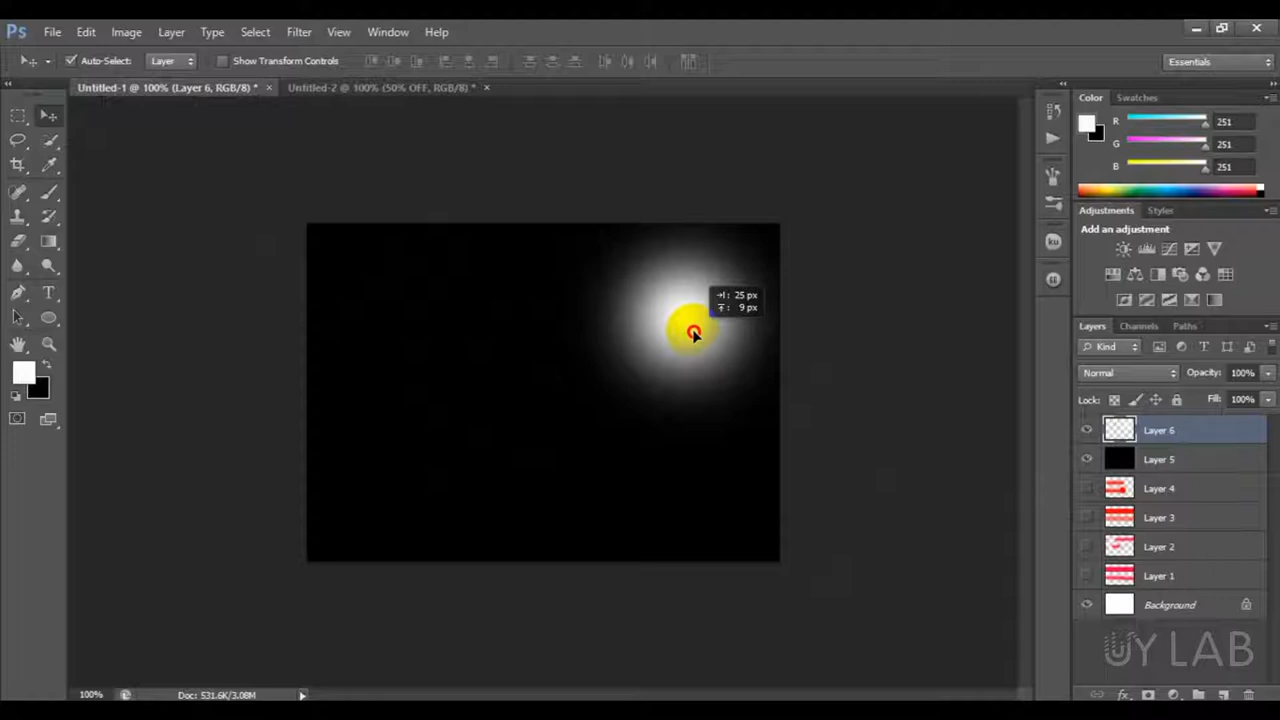 Ps File Edit Image Layer Type Select Filter View Window Help
Auto-Select: Layer Show Transform Controls Essentials
Untitled-1 @ 100% (Layer 6, RGB/8) * × Untitled-2 @ 100% (50% OFF, RGB/8) * ×
Color Swatches
R 251
G 251
B 251
Adjustments Styles
Add an adjustment
→|: 25 px
9 px
Layers Channels Paths
Kind
Normal Opacity: 100%
Lock: Fill: 100%
Layer 6
Layer 5
Layer 4
Layer 3
Layer 2
Layer 1
Background
UY LAB
100% Doc: 531.6K/3.08M